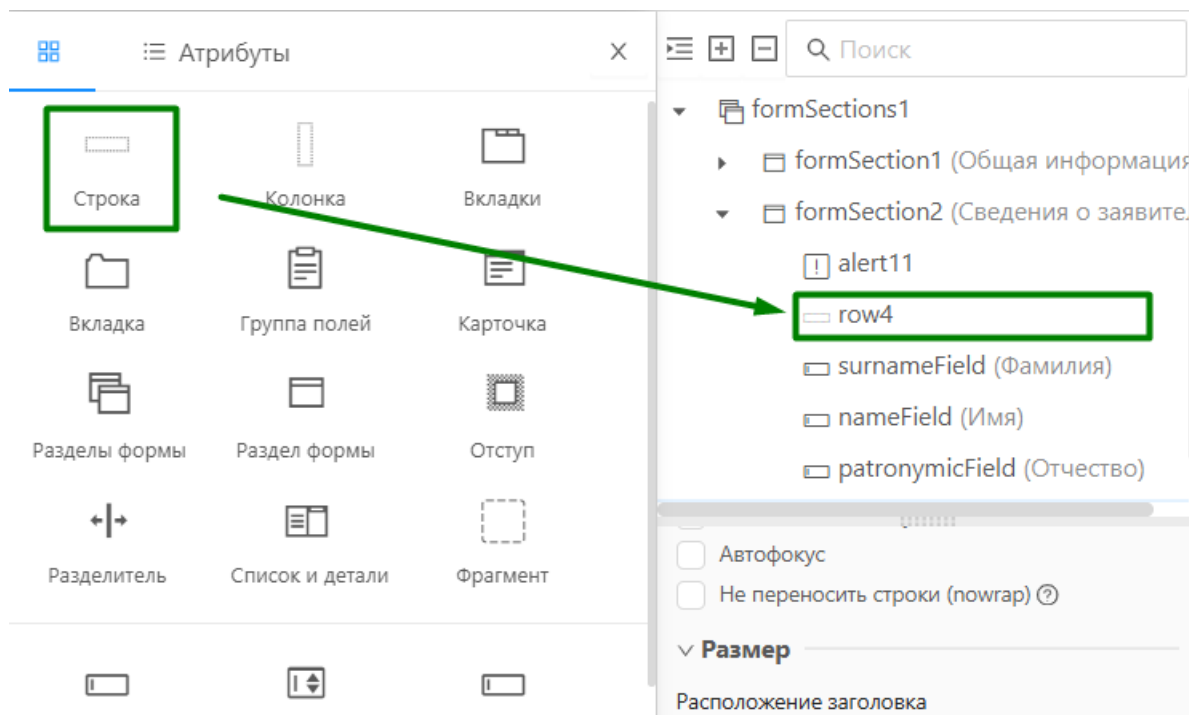 Атрибуты
Строка
Колонка
Вкладки
Вкладка
Группа полей
Карточка
Разделы формы
Раздел формы
Отступ
Разделитель
Список и детали
Фрагмент
Поиск
formSections1
formSection1 (Общая информация
formSection2 (Сведения о заявите
alert11
row4
surnameField (Фамилия)
nameField (Имя)
patronymicField (Отчество)
Автофокус
Не переносить строки (nowrap)
Размер
Расположение заголовка